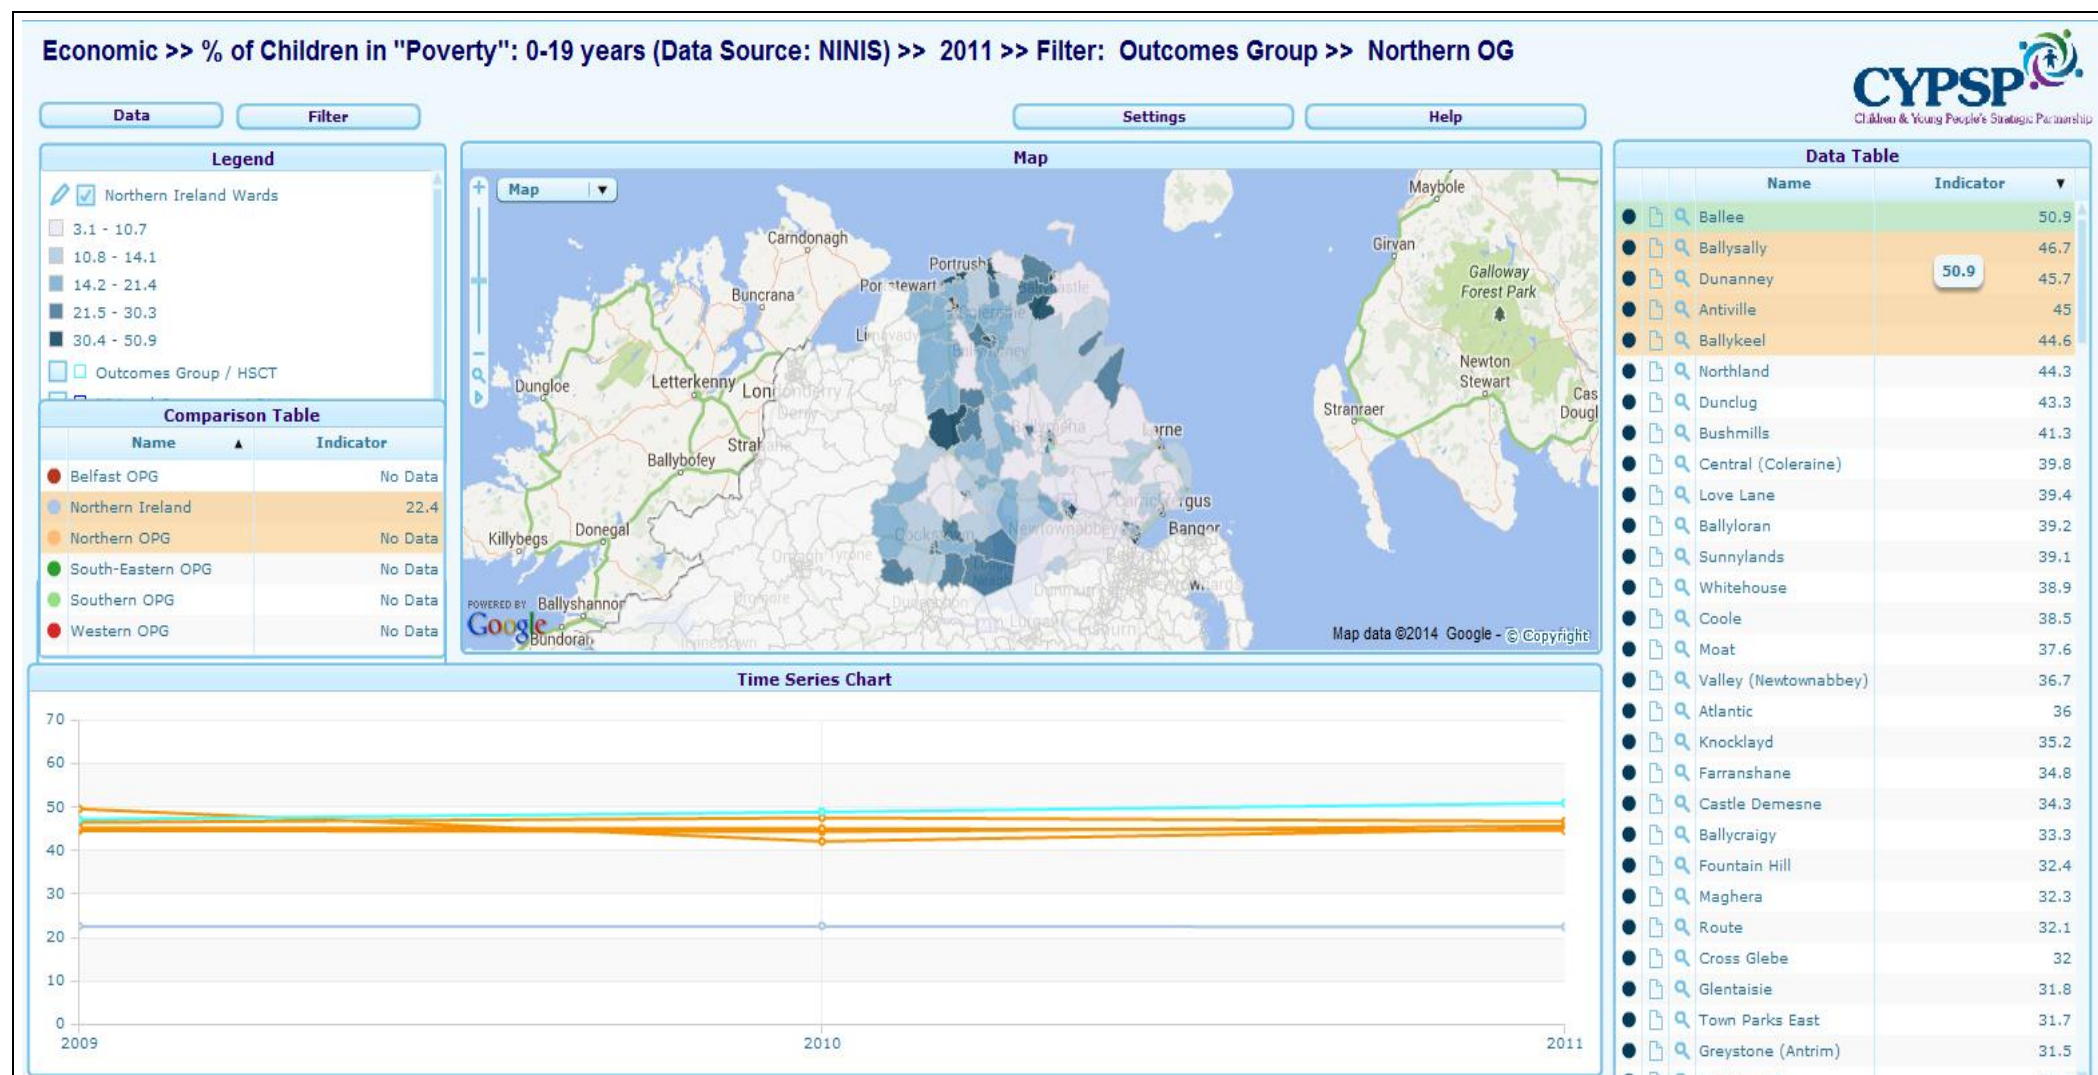 Economic >> % of Children in "Poverty": 0-19 years (Data Source: NINIS) >> 2011 >> Filter: Outcomes Group >> Northern OG
CYPSP
Children & Young People's Strategic Partnership
Data
Filter
Settings
Help
Legend
Northern Ireland Wards
3.1 - 10.7
10.8 - 14.1
14.2 - 21.4
21.5 - 30.3
30.4 - 50.9
Outcomes Group / HSCT
Comparison Table
Name Indicator
Belfast OPG No Data
Northern Ireland 22.4
Northern OPG No Data
South-Eastern OPG No Data
Southern OPG No Data
Western OPG No Data
Map
Map
Maybole
Carndonagh
Girvan
Portrush
Galloway
Forest Park
Buncrana
Newton
Stewart
Dungloe
Letterkenny
Stranraer
Ballybofey
Donegal
Killybegs
Bangor
Ballyshannon
Bundoran
POWERED BY
Google
Map data ©2014 Google - © Copyright
Time Series Chart
70
60
50
40
30
20
10
0
2009
2010
2011
Data Table
Name Indicator
Ballee 50.9
Ballysally 46.7
50.9
Dunanney 45.7
Antiville 45
Ballykeel 44.6
Northland 44.3
Dunclug 43.3
Bushmills 41.3
Central (Coleraine) 39.8
Love Lane 39.4
Ballyloran 39.2
Sunnylands 39.1
Whitehouse 38.9
Coole 38.5
Moat 37.6
Valley (Newtownabbey) 36.7
Atlantic 36
Knocklayd 35.2
Farranshane 34.8
Castle Demesne 34.3
Ballycraigy 33.3
Fountain Hill 32.4
Maghera 32.3
Route 32.1
Cross Glebe 32
Glentaisie 31.8
Town Parks East 31.7
Greystone (Antrim) 31.5